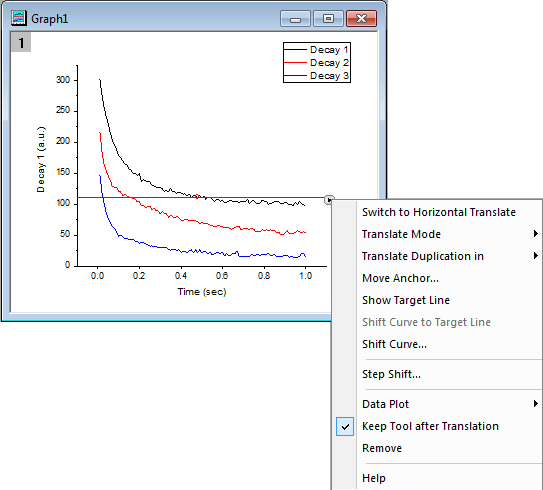 Graph1
1
Decay 1
Decay 2
Decay 3
300
250
200
150
100
50
0
Decay 1 (a.u.)
0.0 0.2 0.4 0.6 0.8 1.0
Time (sec)
Switch to Horizontal Translate
Translate Mode
Translate Duplication in
Move Anchor...
Show Target Line
Shift Curve to Target Line
Shift Curve...
Step Shift...
Data Plot
Keep Tool after Translation
Remove
Help